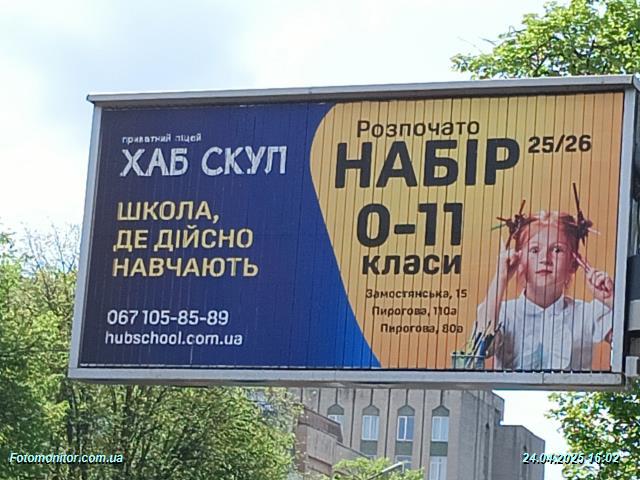 приватний ліцей
ХАБ СКУЛ
ШКОЛА,
ДЕ ДІЙСНО
НАВЧАЮТЬ
067 105-85-89
hubschool.com.ua
Розпочато
НАБІР 25/26
0-11
класи
Замостянська, 15
Пирогова, 110а
Пирогова, 80а
Fotomonitor.com.ua
24.04.2025 16:02